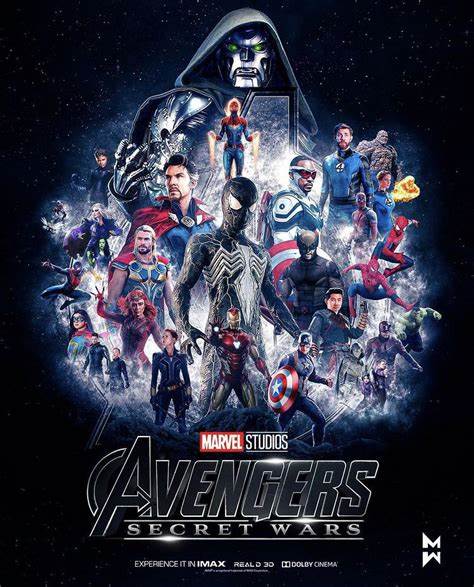 MARVEL STUDIOS
AVENGERS
SECRET WARS
EXPERIENCE IT IN IMAX REAL D 3D DOLBY CINEMA
M
W